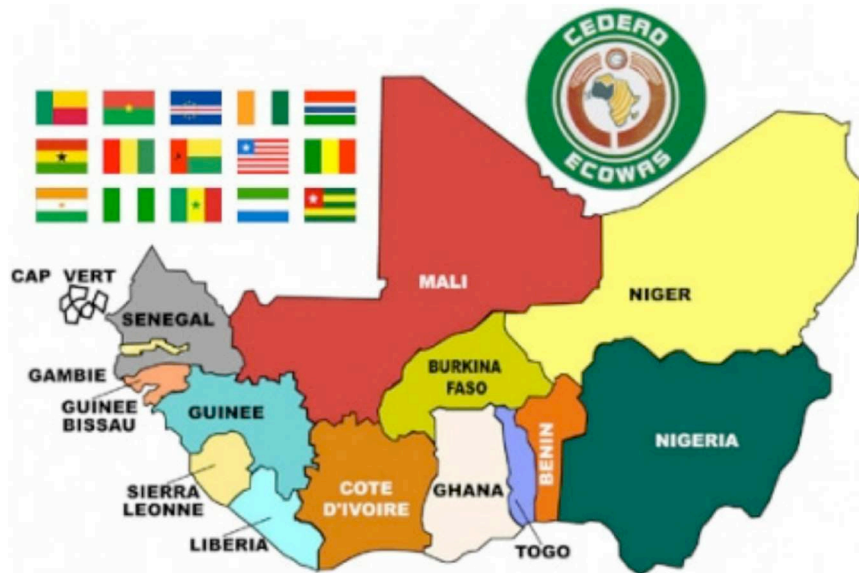 CEDEAO
ECOWAS
MALI
NIGER
CAP VERT
SENEGAL
GAMBIE
GUINEE
BISSAU
GUINEE
BURKINA
FASO
SIERRA
LEONNE
LIBERIA
COTE
D'IVOIRE
GHANA
TOGO
BENIN
NIGERIA